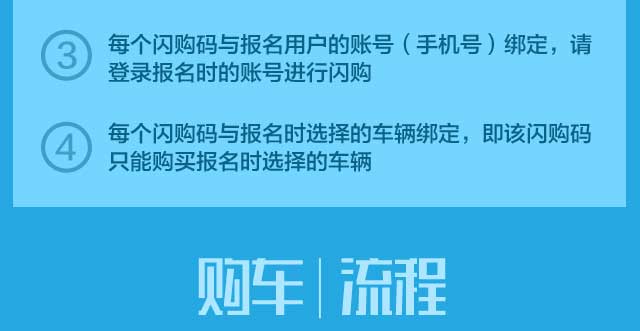 ③ 每个闪购码与报名用户的账号（手机号）绑定，请
登录报名时的账号进行闪购
④ 每个闪购码与报名时选择的车辆绑定，即该闪购码
只能购买报名时选择的车辆
购车｜流程